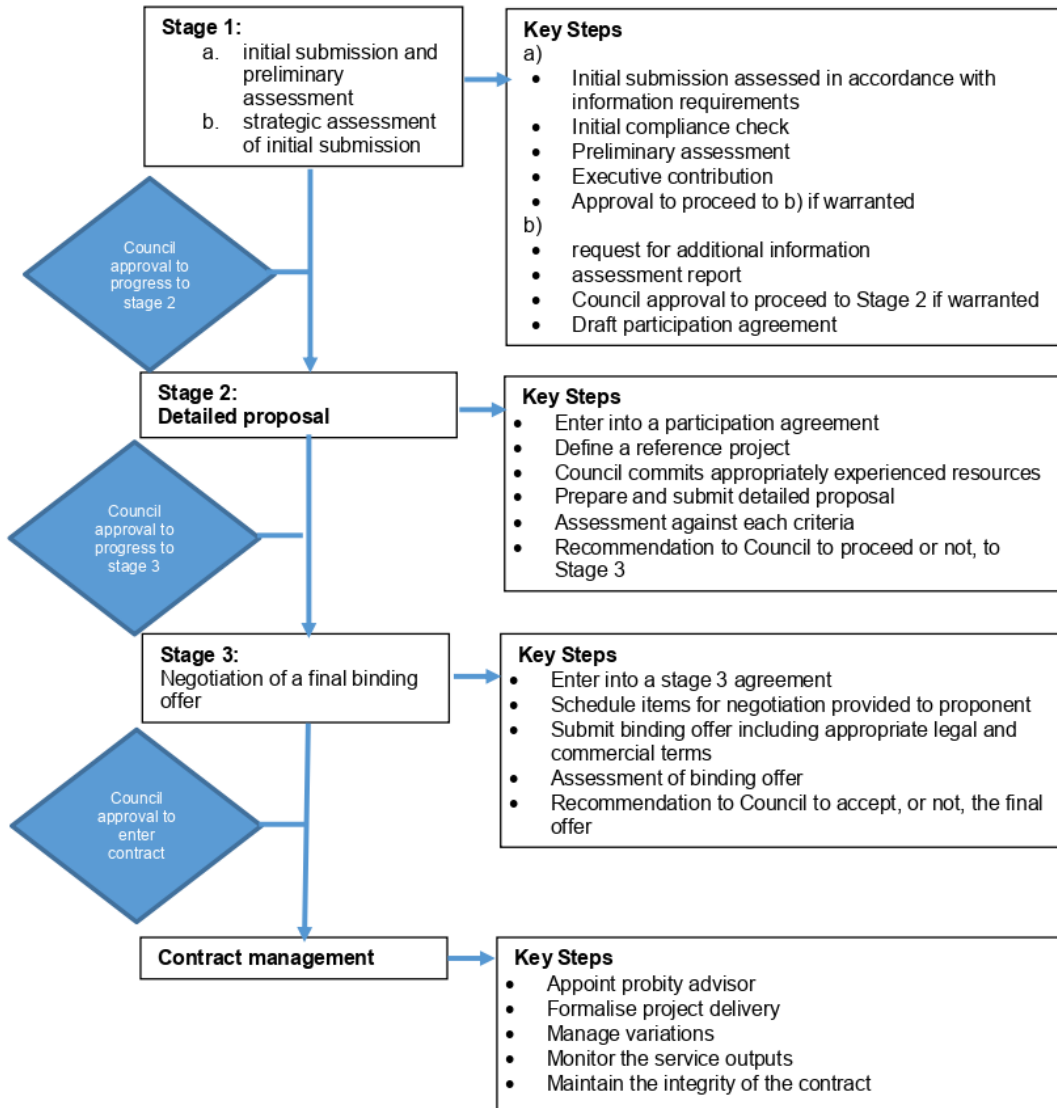 Stage 1:
a. initial submission and
preliminary
assessment
b. strategic assessment
of initial submission
Key Steps
a)
• Initial submission assessed in accordance with
information requirements
• Initial compliance check
• Preliminary assessment
• Executive contribution
• Approval to proceed to b) if warranted
b)
• request for additional information
• assessment report
• Council approval to proceed to Stage 2 if warranted
• Draft participation agreement
Council
approval to
progress to
stage 2
Stage 2:
Detailed proposal
Key Steps
• Enter into a participation agreement
• Define a reference project
• Council commits appropriately experienced resources
• Prepare and submit detailed proposal
• Assessment against each criteria
• Recommendation to Council to proceed or not, to
Stage 3
Council
approval to
progress to
stage 3
Stage 3:
Negotiation of a final binding
offer
Key Steps
• Enter into a stage 3 agreement
• Schedule items for negotiation provided to proponent
• Submit binding offer including appropriate legal and
commercial terms
• Assessment of binding offer
• Recommendation to Council to accept, or not, the final
offer
Council
approval to
enter
contract
Contract management
Key Steps
• Appoint probity advisor
• Formalise project delivery
• Manage variations
• Monitor the service outputs
• Maintain the integrity of the contract